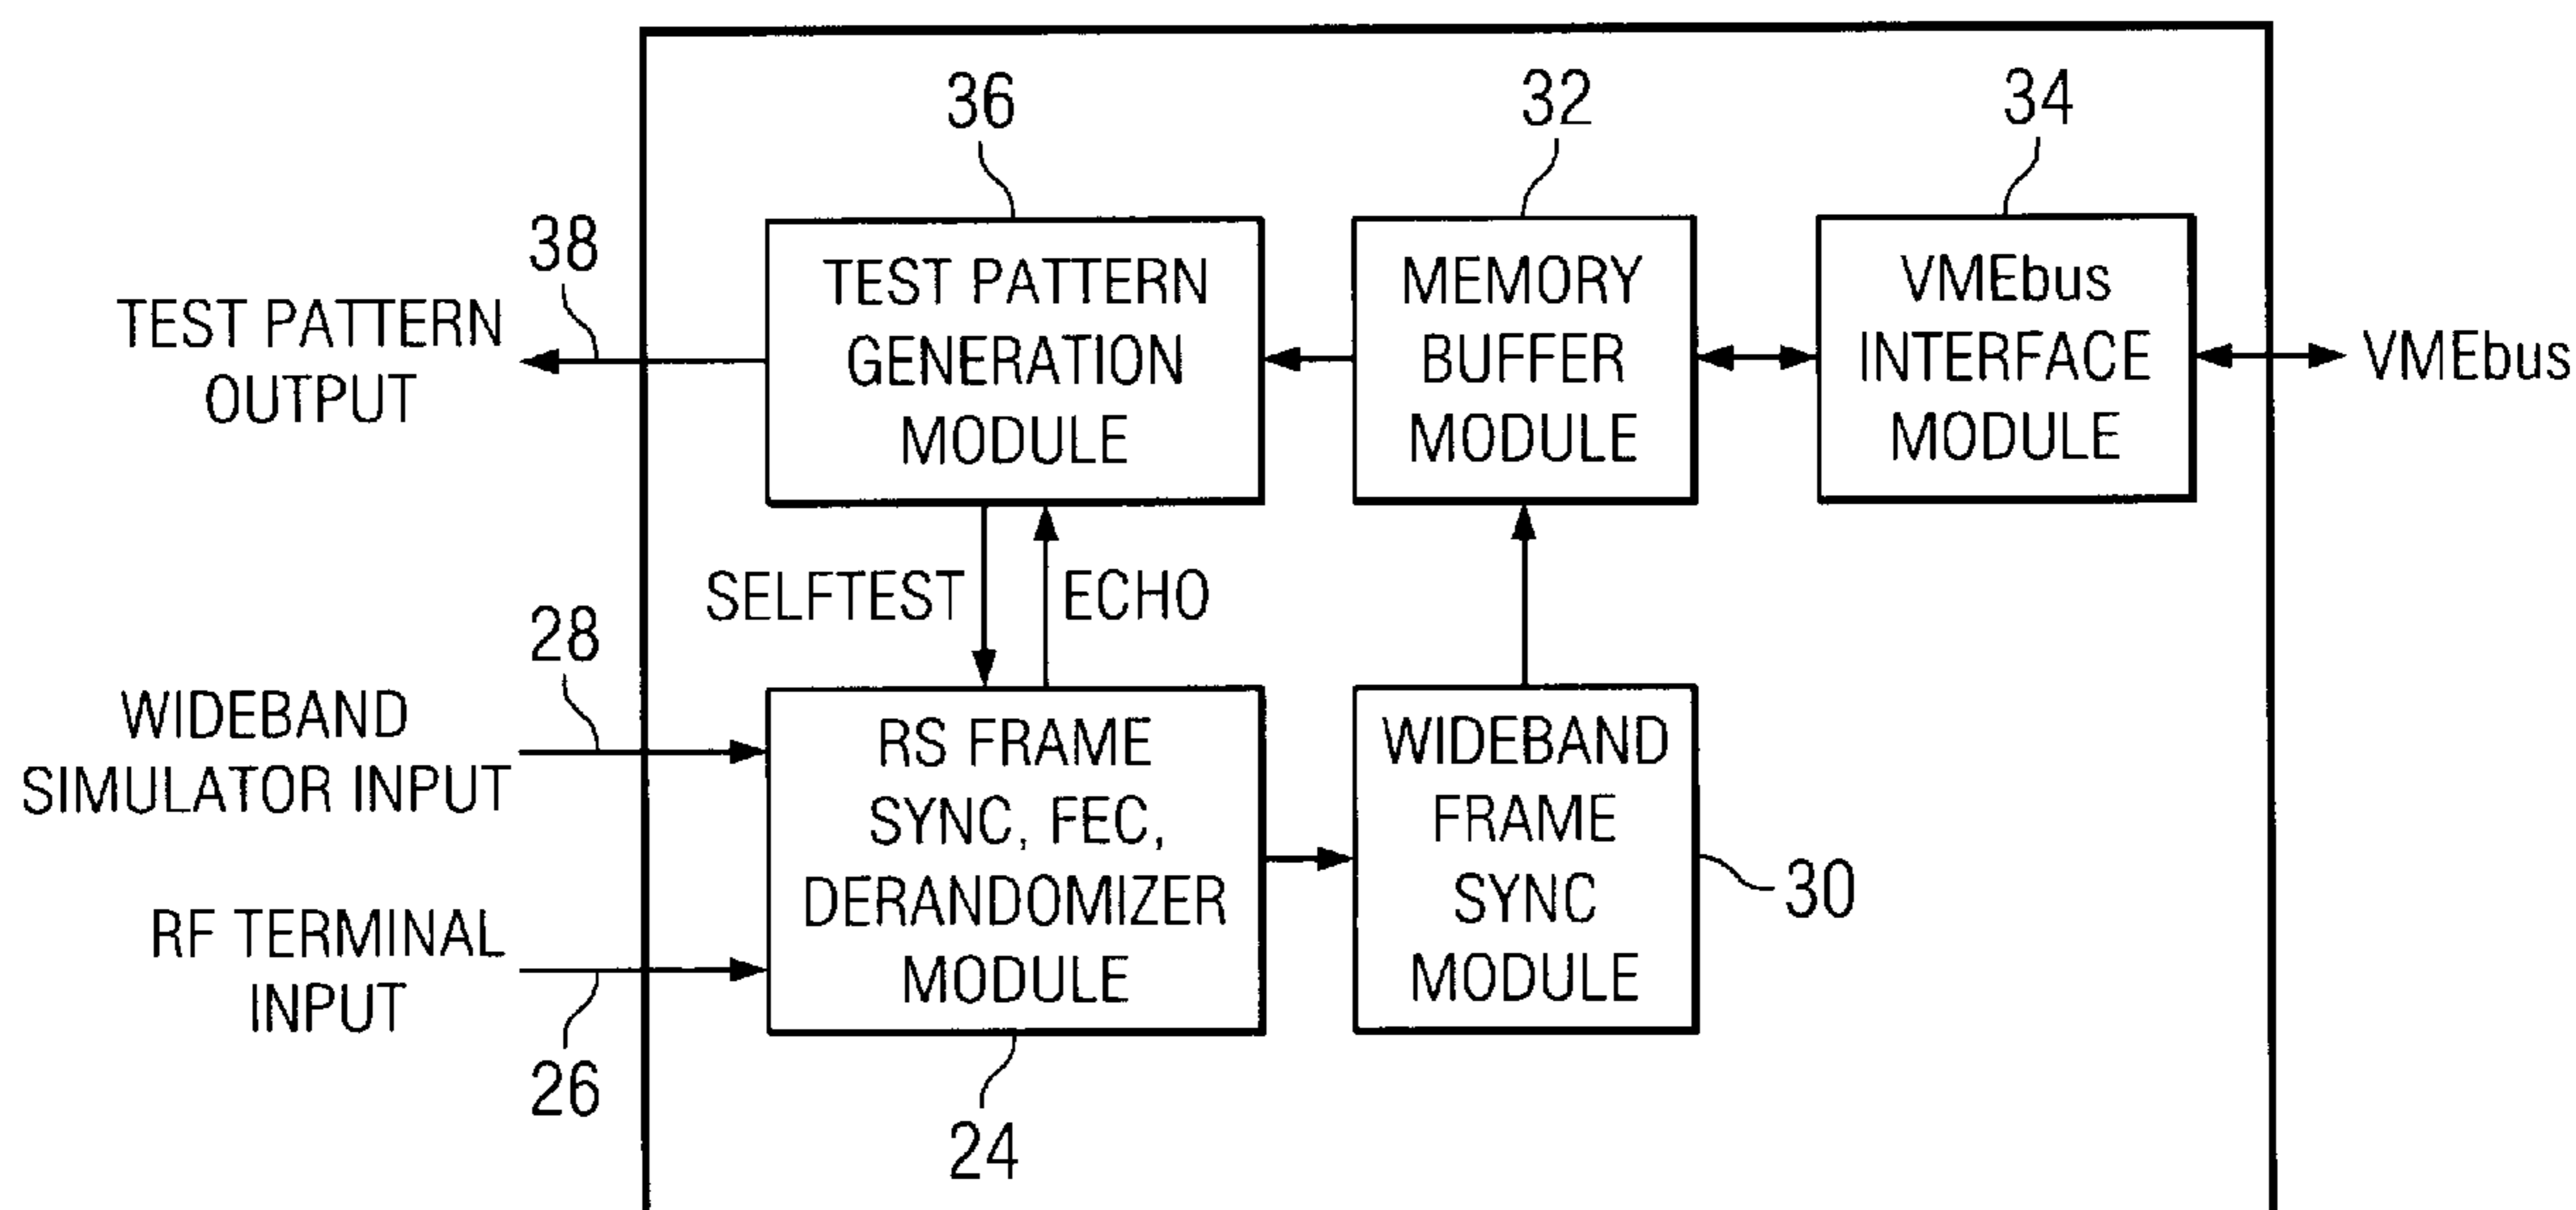 36
32
34
38
TEST PATTERN
OUTPUT
TEST PATTERN
GENERATION
MODULE
MEMORY
BUFFER
MODULE
VMEbus
INTERFACE
MODULE
VMEbus
SELFTEST
ECHO
28
WIDEBAND
SIMULATOR INPUT
RF TERMINAL
INPUT
26
RS FRAME
SYNC, FEC,
DERANDOMIZER
MODULE
24
WIDEBAND
FRAME
SYNC
MODULE
30